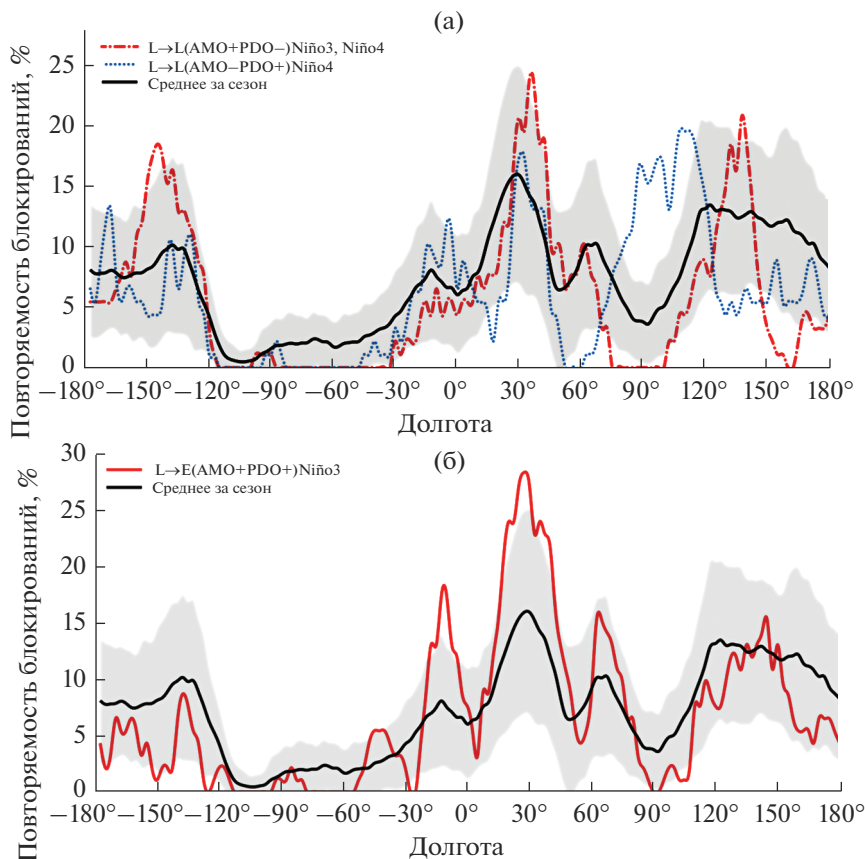 (а)
Повторяемость блокирований, %
25
20
15
10
5
0
L→L(AMO+PDO−)Niño3, Niño4
L→L(AMO−PDO+)Niño4
Среднее за сезон
−180° −150° −120° −90° −60° −30° 0° 30° 60° 90° 120° 150° 180°
Долгота
(б)
Повторяемость блокирований, %
30
25
20
15
10
5
0
L→E(AMO+PDO+)Niño3
Среднее за сезон
−180° −150° −120° −90° −60° −30° 0° 30° 60° 90° 120° 150° 180°
Долгота